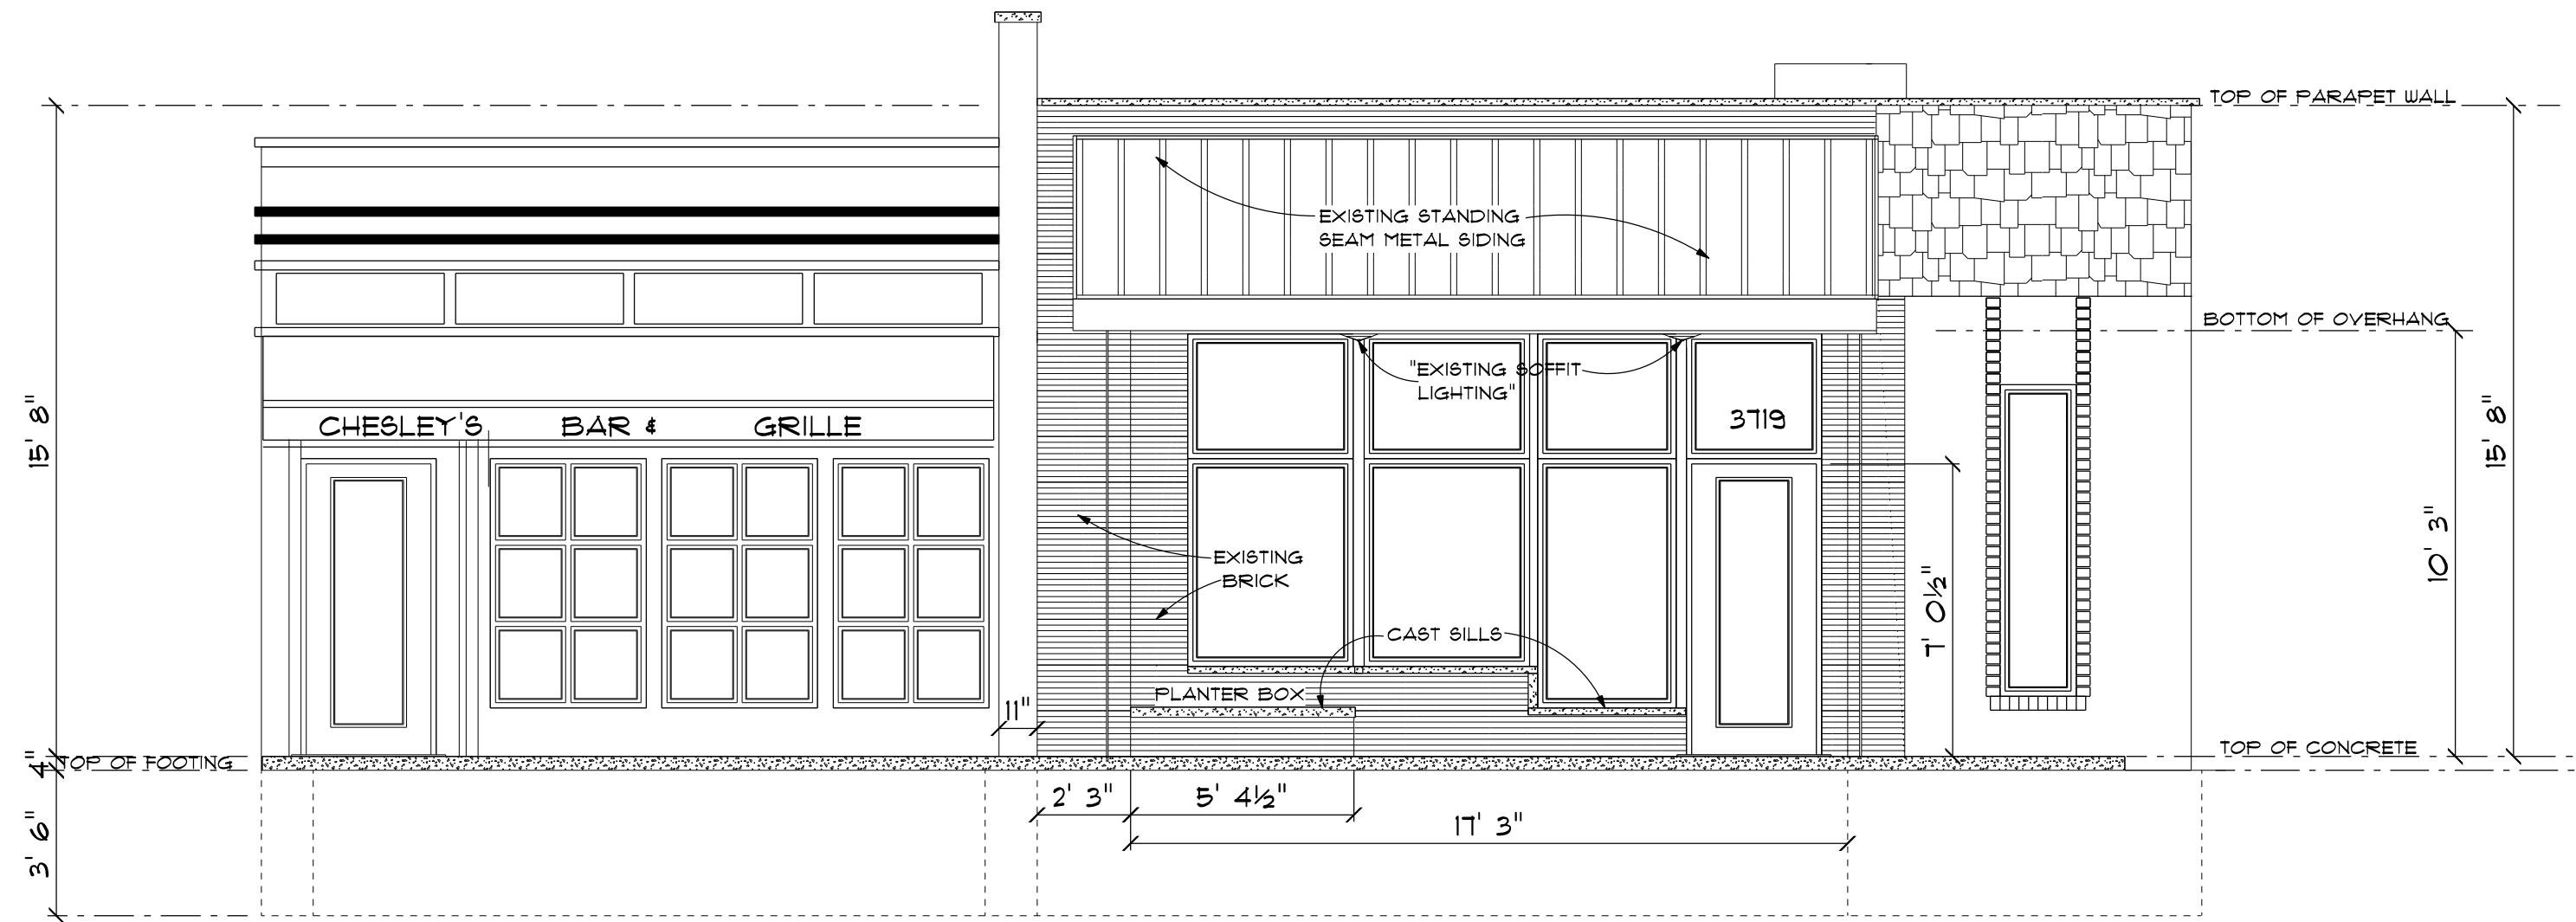 TOP OF PARAPET WALL
EXISTING STANDING
SEAM METAL SIDING
BOTTOM OF OVERHANG
"EXISTING SOFFIT
LIGHTING"
CHESLEY'S BAR & GRILLE
3719
15' 8"
15' 8"
10' 3"
7' 0½"
EXISTING
BRICK
CAST SILLS
PLANTER BOX
11"
TOP OF FOOTING
TOP OF CONCRETE
4"
2' 3"
5' 4½"
17' 3"
3' 6"